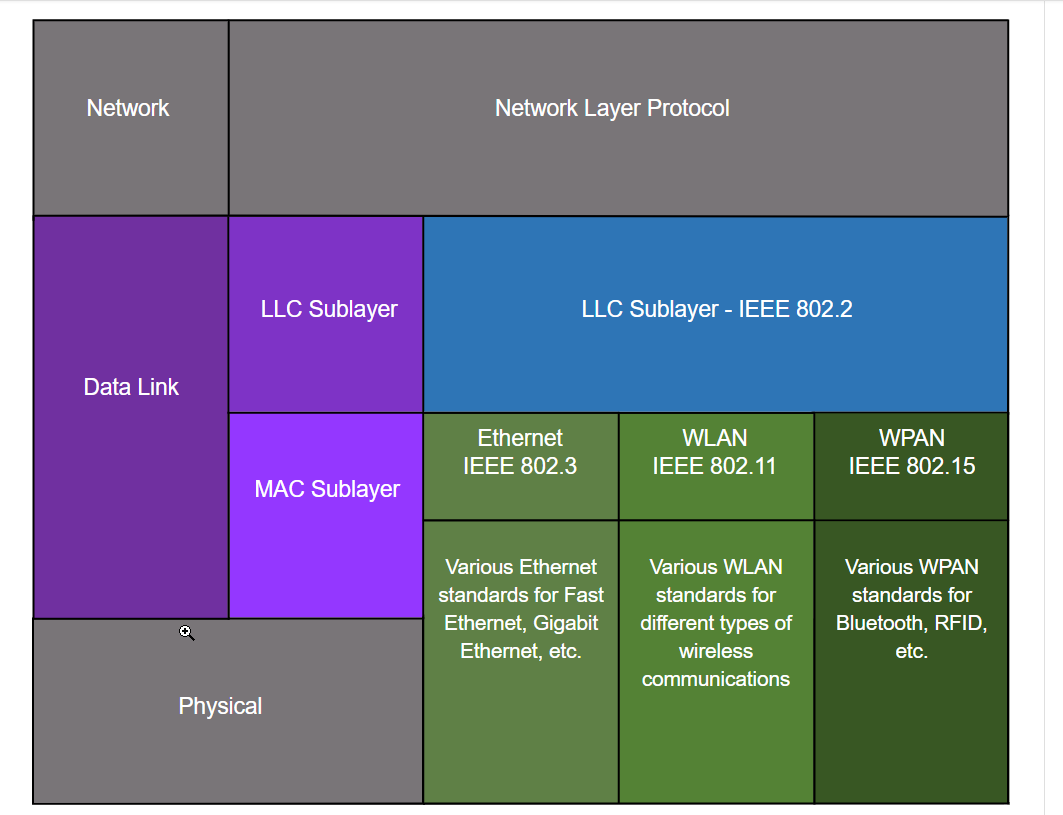 Network
Network Layer Protocol
Data Link
LLC Sublayer
LLC Sublayer - IEEE 802.2
MAC Sublayer
Ethernet
IEEE 802.3
WLAN
IEEE 802.11
WPAN
IEEE 802.15
Various Ethernet
standards for Fast
Ethernet, Gigabit
Ethernet, etc.
Various WLAN
standards for
different types of
wireless
communications
Various WPAN
standards for
Bluetooth, RFID,
etc.
Physical